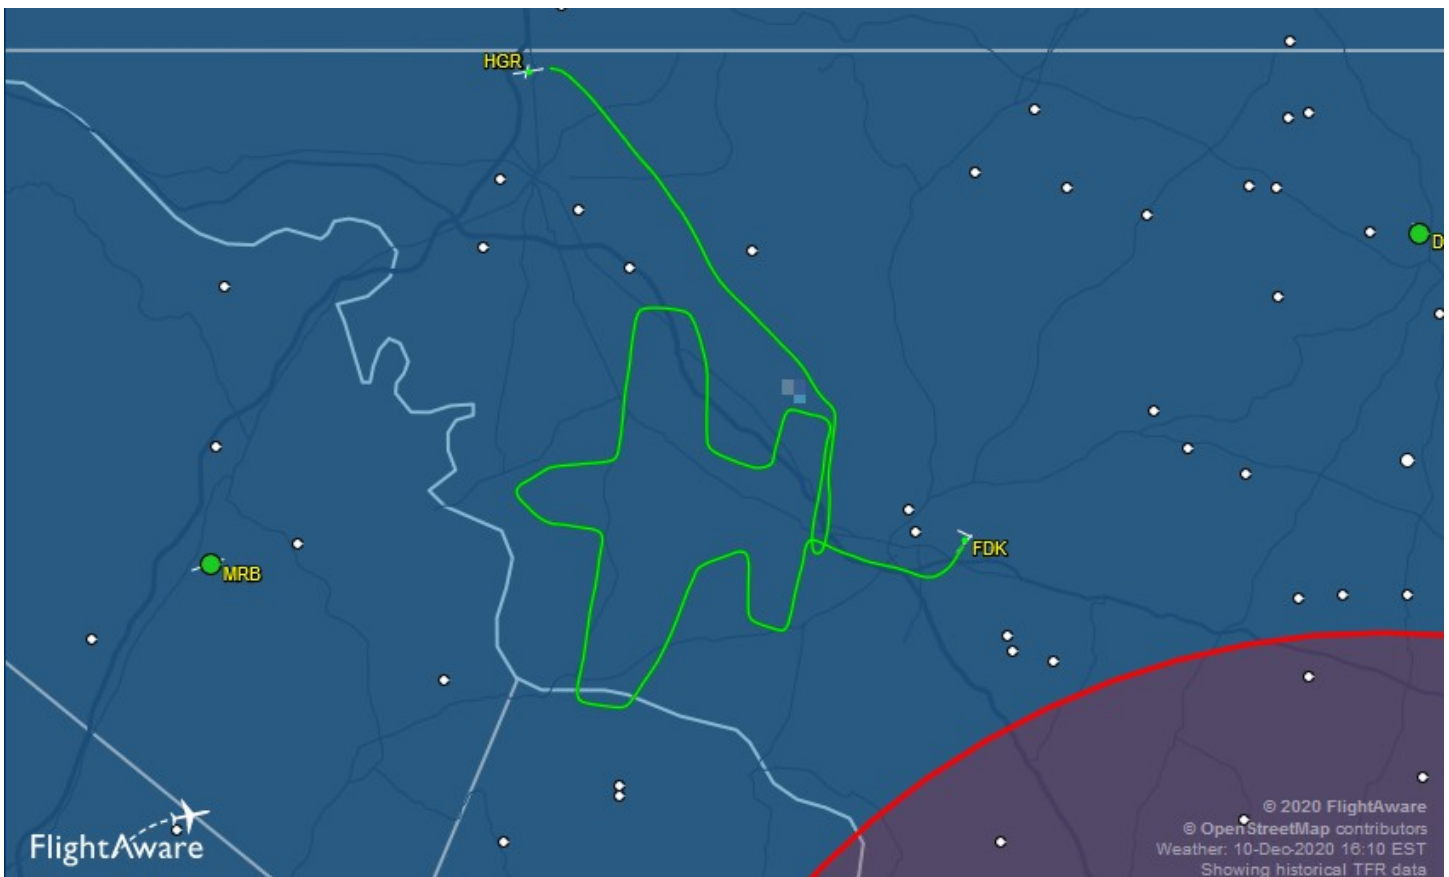 HGR
D
FDK
MRB
FlightAware
© 2020 FlightAware
© OpenStreetMap contributors
Weather: 10-Dec-2020 16:10 EST
Showing historical TFR data